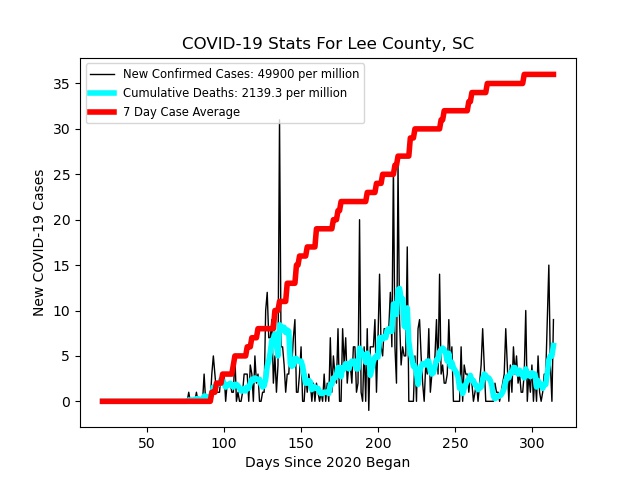 COVID-19 Stats For Lee County, SC
New Confirmed Cases: 49900 per million
Cumulative Deaths: 2139.3 per million
7 Day Case Average
New COVID-19 Cases
35
30
25
20
15
10
5
0
50 100 150 200 250 300
Days Since 2020 Began